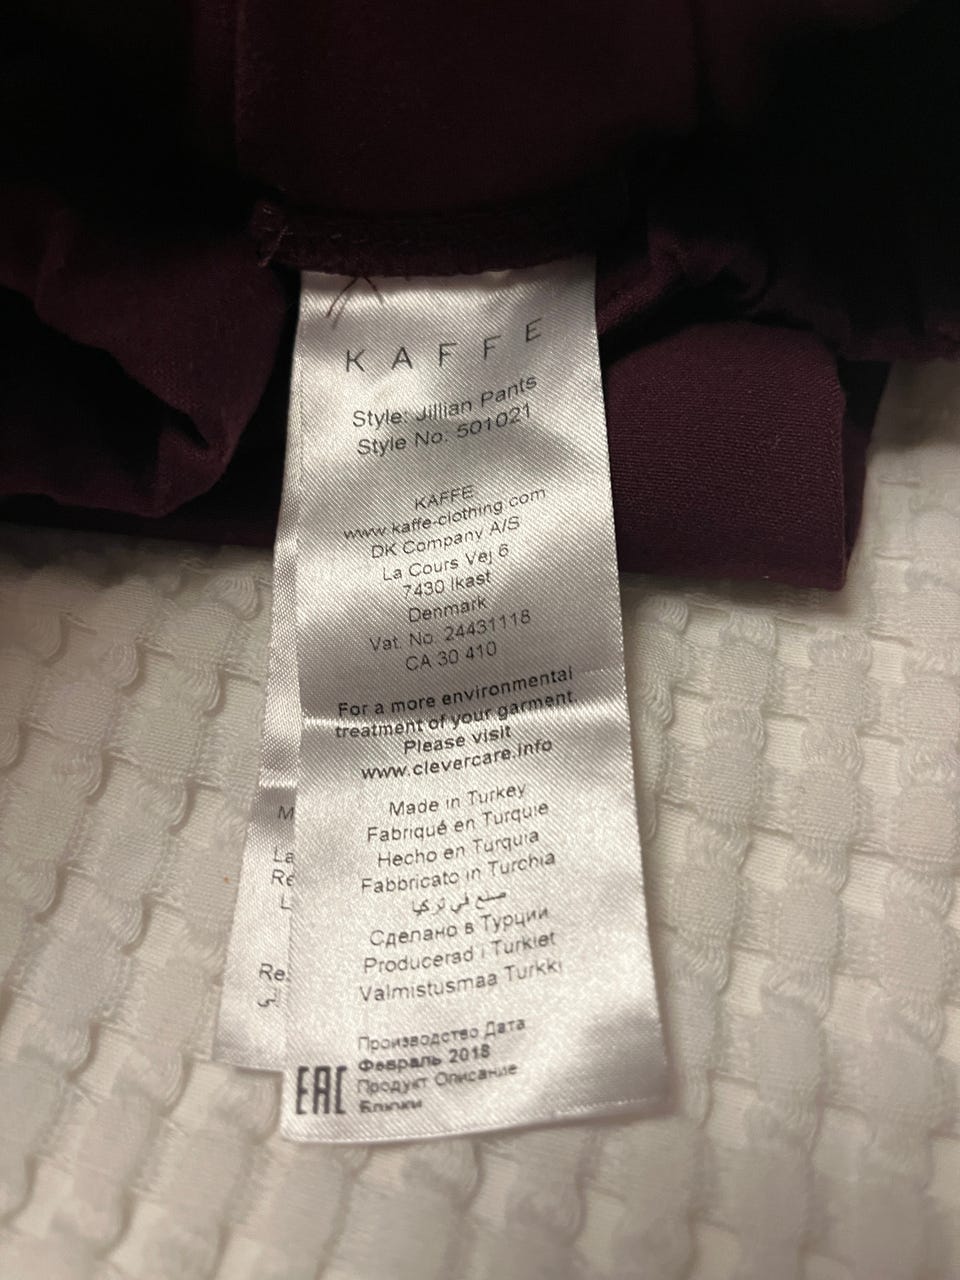 KAFFE
Style: Jillian Pants
Style No. 501021
KAFFE
www.kaffe-clothing.com
DK Company A/S
La Cours Vej 6
7430 Ikast
Denmark
Vat. No. 24431118
CA 30 410
For a more environmental
treatment of your garment.
Please visit
www.clevercare.info
Made in Turkey
Fabriqué en Turquie
Hecho en Turquia
Fabbricato in Turchia
صنع في تركيا
Сделано в Турции
Producerad i Turkiet
Valmistusmaa Turkki
Производство Дата
Февраль 2018
Продукт Описание
EAC
M
La
Re
L
Re.